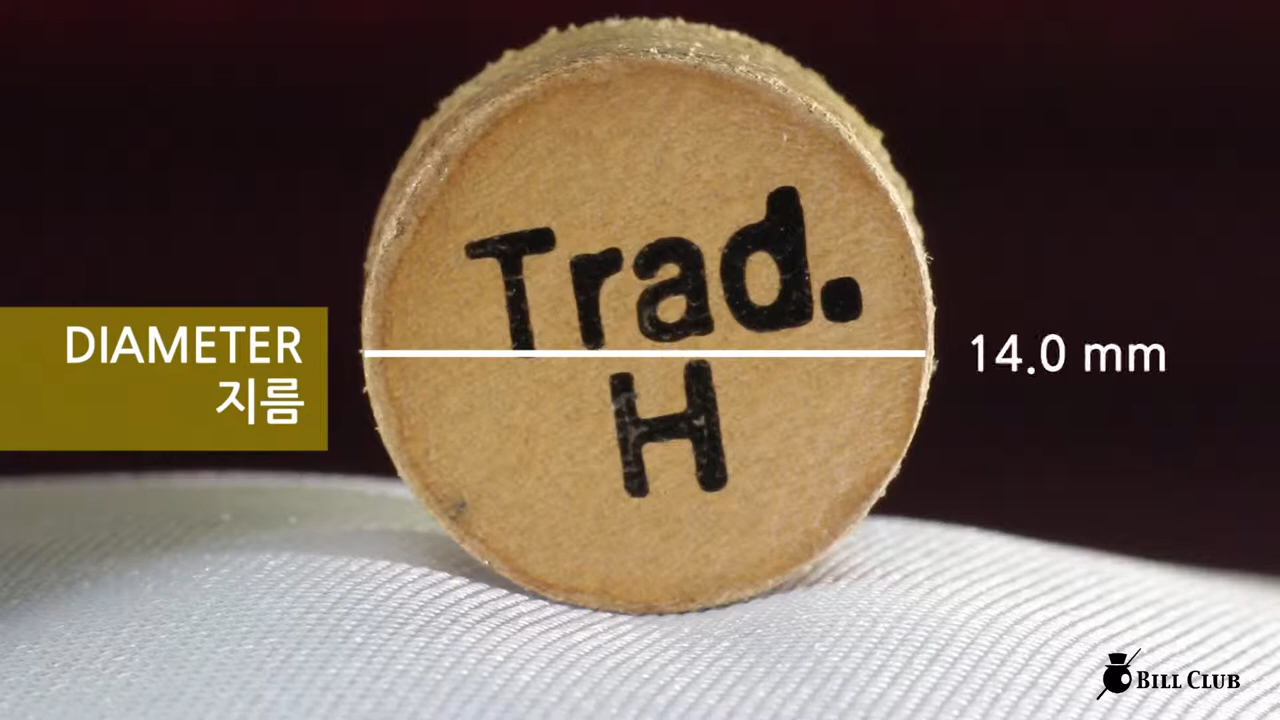 Trad.
H
DIAMETER
지름
14.0 mm
BILL CLUB